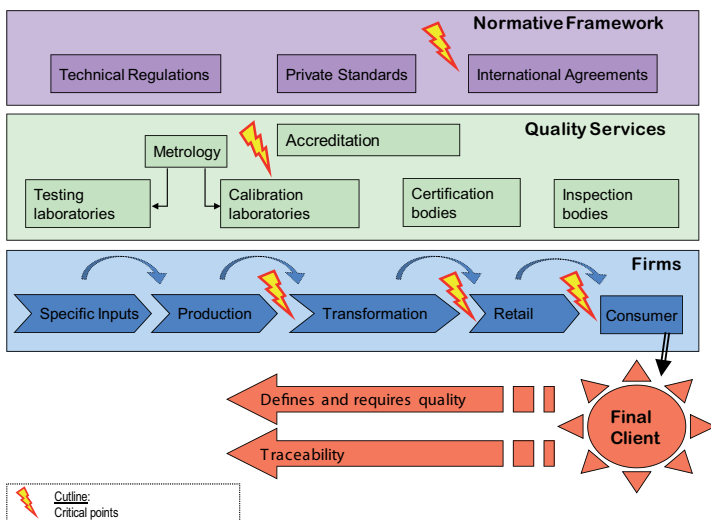 Normative Framework
Technical Regulations
Private Standards
International Agreements
Quality Services
Accreditation
Metrology
Testing
laboratories
Calibration
laboratories
Certification
bodies
Inspection
bodies
Firms
Specific Inputs
Production
Transformation
Retail
Consumer
Defines and requires quality
Final
Client
Traceability
Cutline:
Critical points